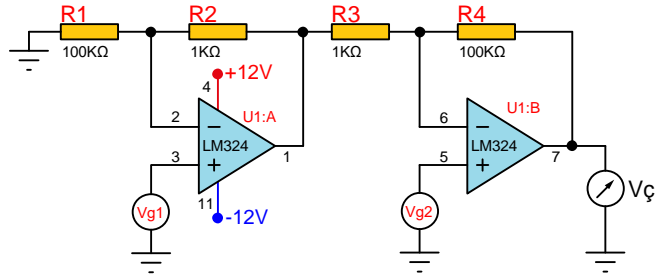 R1 R2 R3 R4
100KΩ 1KΩ 1KΩ 100KΩ
+12V
4
U1:A U1:B
2 6
LM324 LM324
3 1 5 7
11
Vg1 Vg2 Vç
-12V